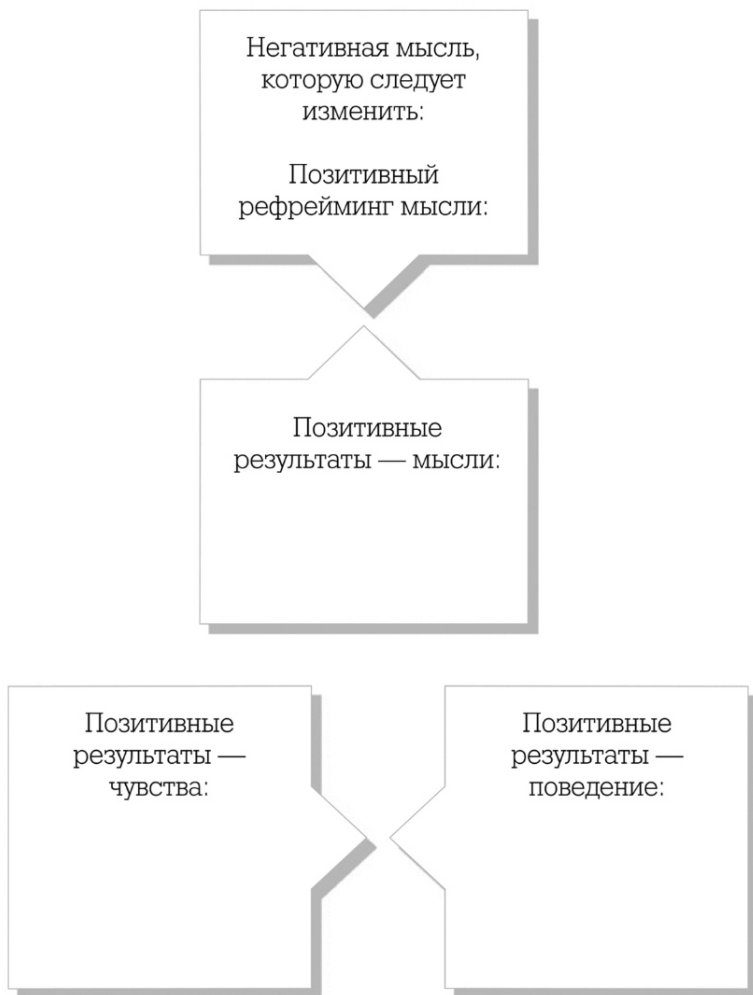 Негативная мысль,
которую следует
изменить:
Позитивный
рефрейминг мысли:
Позитивные
результаты — мысли:
Позитивные
результаты —
чувства:
Позитивные
результаты —
поведение: